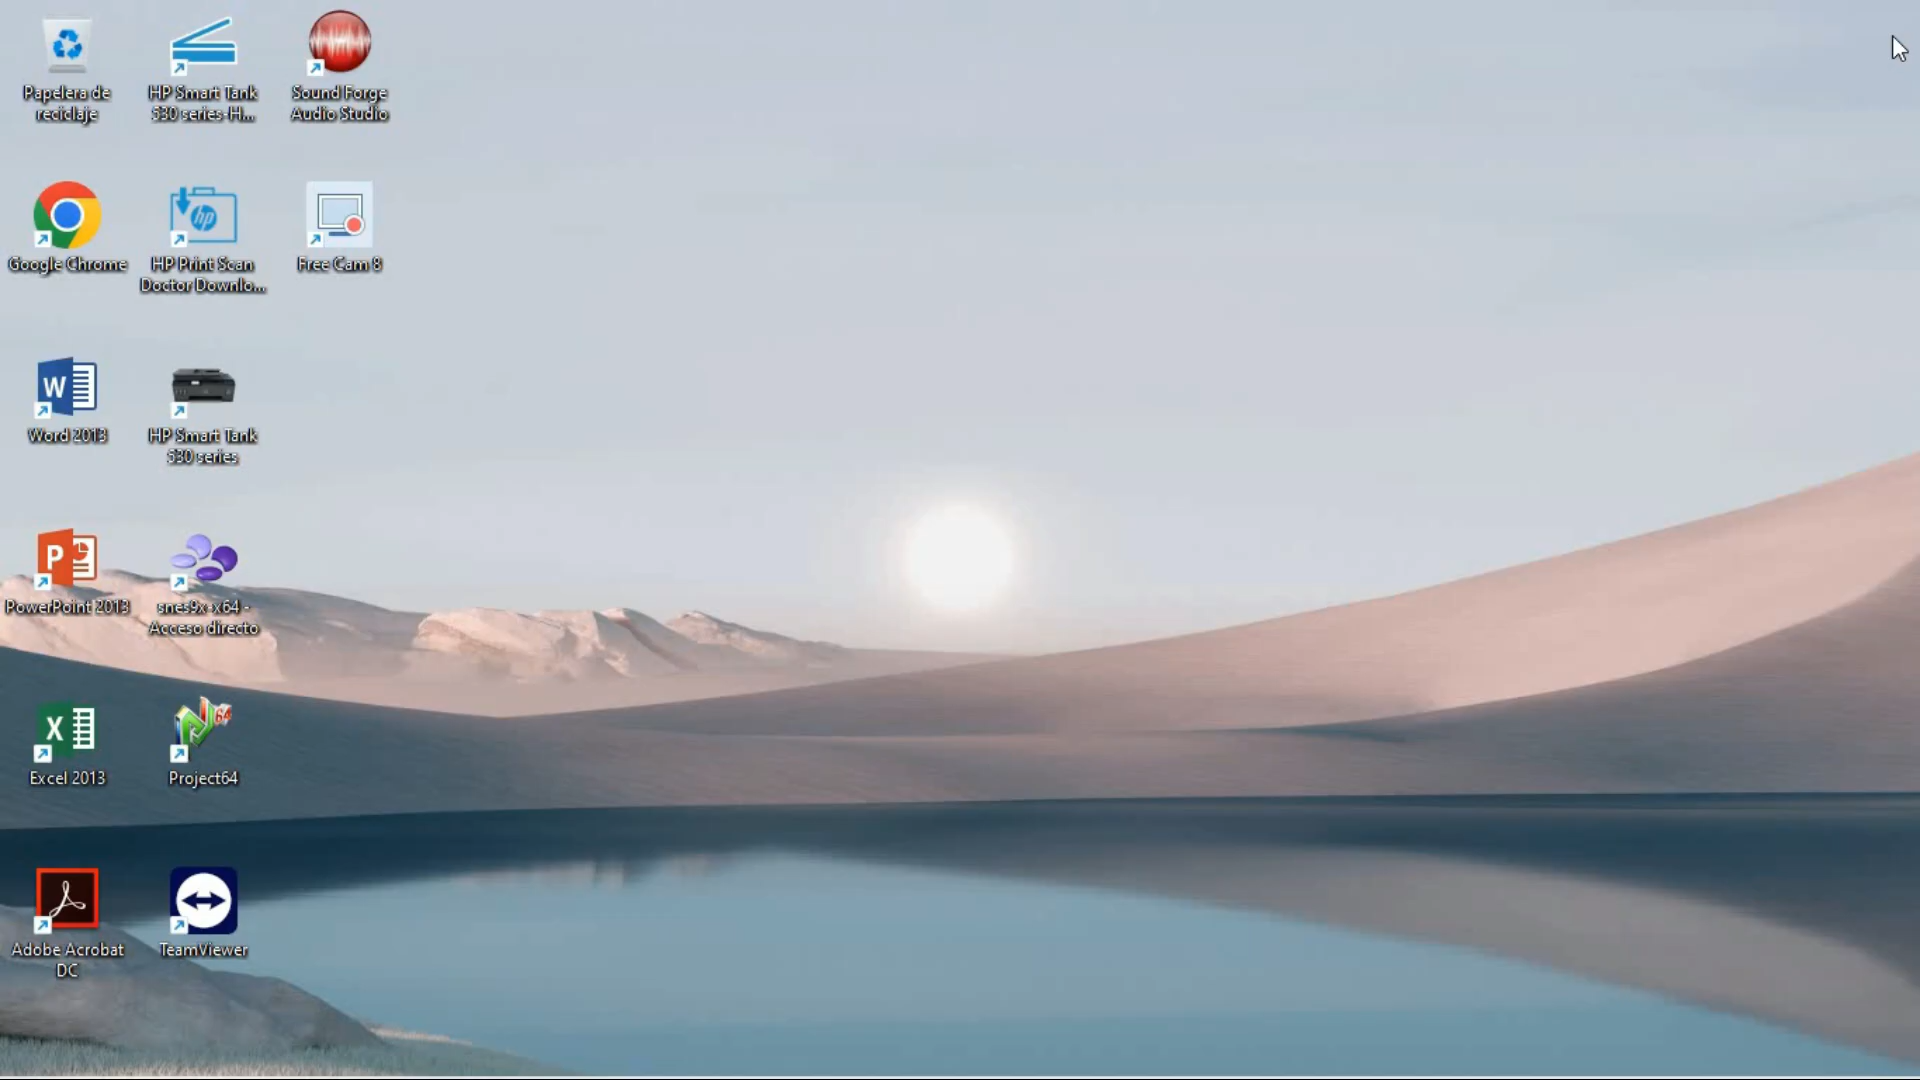 Papelera de
reciclaje
HP Smart Tank
530 series-H...
Sound Forge
Audio Studio
Google Chrome
HP Print Scan
Doctor Downlo...
Free Cam 8
Word 2013
HP Smart Tank
530 series
PowerPoint 2013
snes9x-x64 -
Acceso directo
Excel 2013
Project64
Adobe Acrobat
DC
TeamViewer